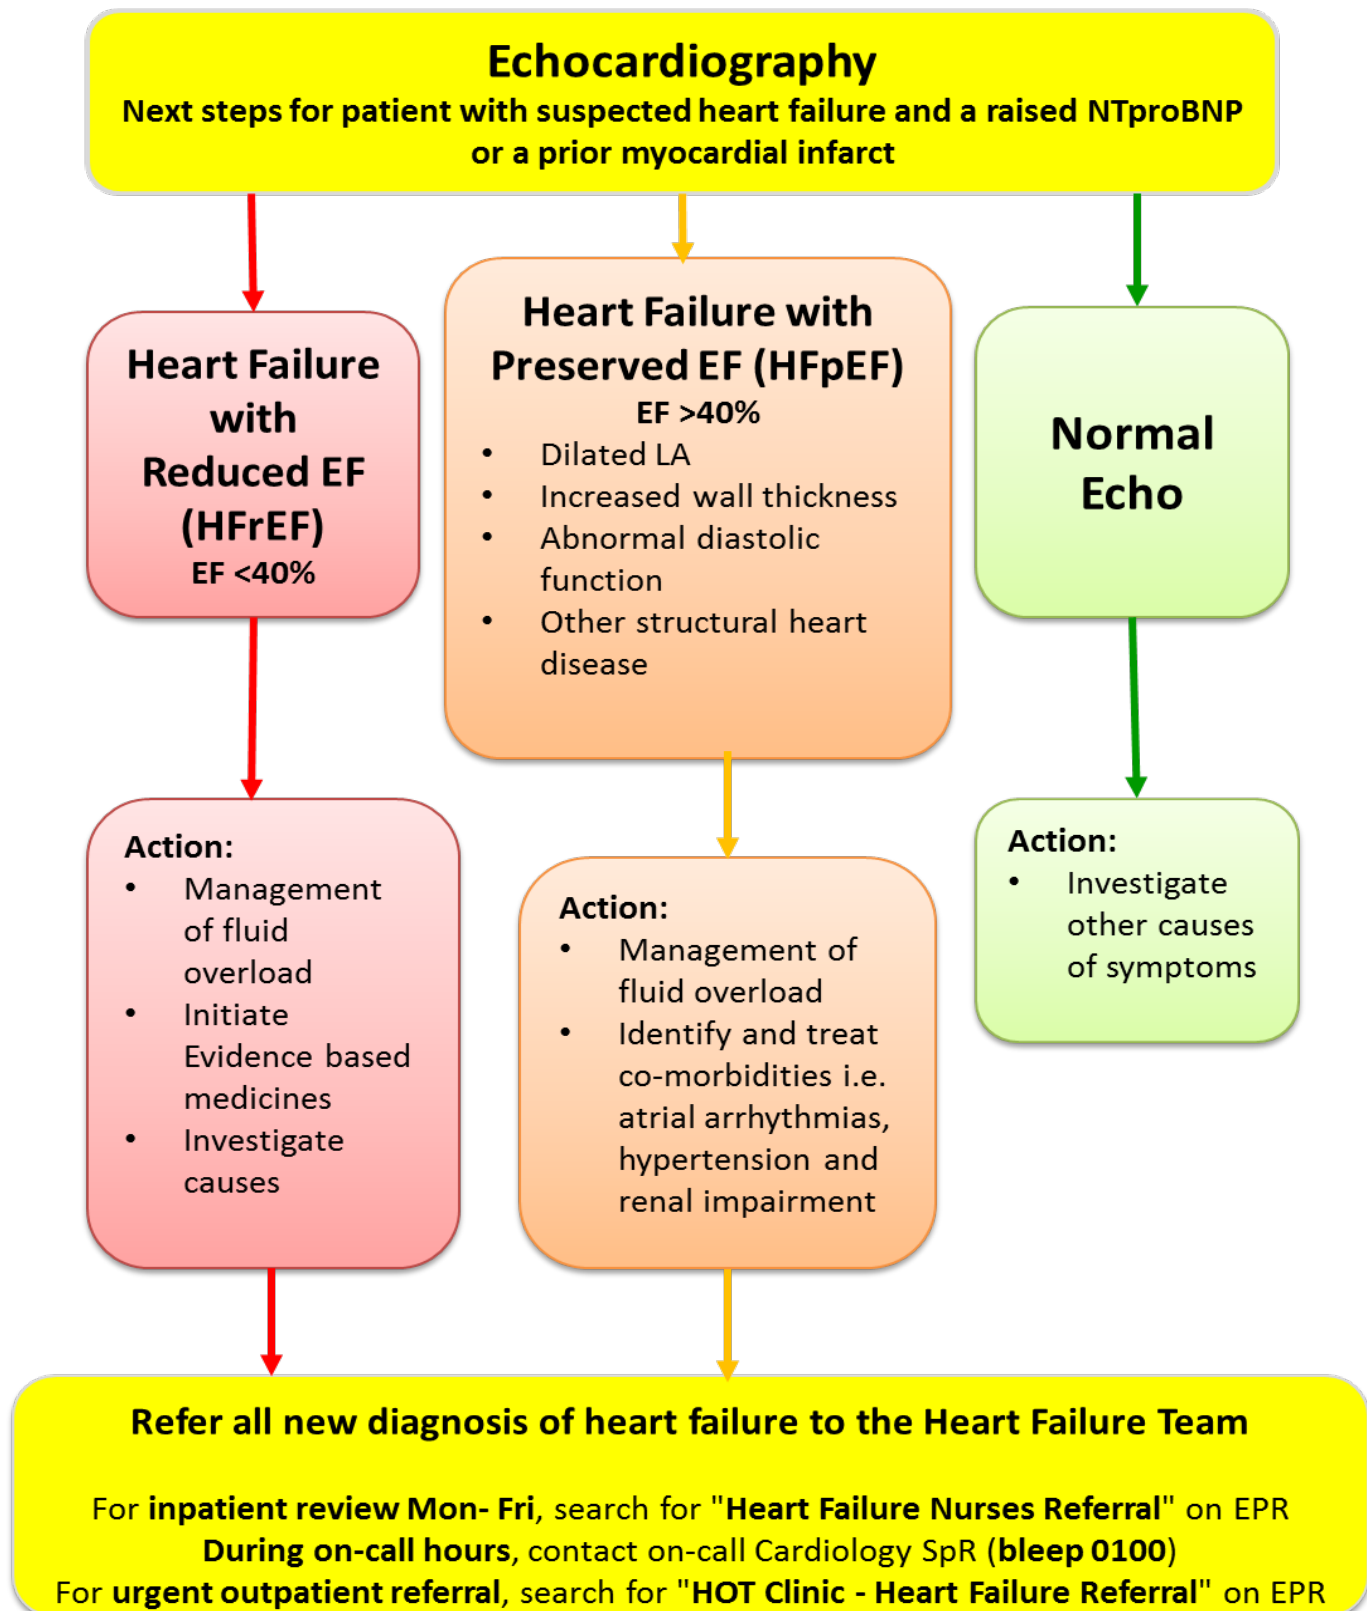 Echocardiography
Next steps for patient with suspected heart failure and a raised NTproBNP
or a prior myocardial infarct
Heart Failure
with
Reduced EF
(HFrEF)
EF <40%
Heart Failure with
Preserved EF (HFpEF)
EF >40%
• Dilated LA
• Increased wall thickness
• Abnormal diastolic
function
• Other structural heart
disease
Normal
Echo
Action:
• Management
of fluid
overload
• Initiate
Evidence based
medicines
• Investigate
causes
Action:
• Management of
fluid overload
• Identify and treat
co-morbidities i.e.
atrial arrhythmias,
hypertension and
renal impairment
Action:
• Investigate
other causes
of symptoms
Refer all new diagnosis of heart failure to the Heart Failure Team
For inpatient review Mon- Fri, search for "Heart Failure Nurses Referral" on EPR
During on-call hours, contact on-call Cardiology SpR (bleep 0100)
For urgent outpatient referral, search for "HOT Clinic - Heart Failure Referral" on EPR